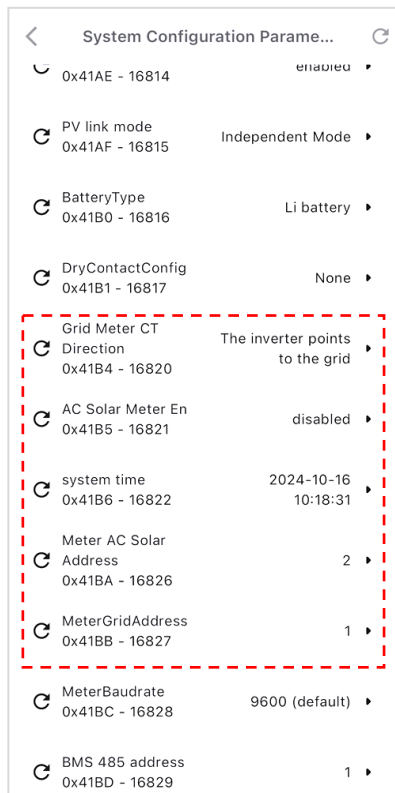 System Configuration Parame...
enabled
0x41AE - 16814
PV link mode
0x41AF - 16815
Independent Mode
BatteryType
0x41B0 - 16816
Li battery
DryContactConfig
0x41B1 - 16817
None
Grid Meter CT
Direction
0x41B4 - 16820
The inverter points
to the grid
AC Solar Meter En
0x41B5 - 16821
disabled
system time
0x41B6 - 16822
2024-10-16
10:18:31
Meter AC Solar
Address
0x41BA - 16826
2
MeterGridAddress
0x41BB - 16827
1
MeterBaudrate
0x41BC - 16828
9600 (default)
BMS 485 address
0x41BD - 16829
1